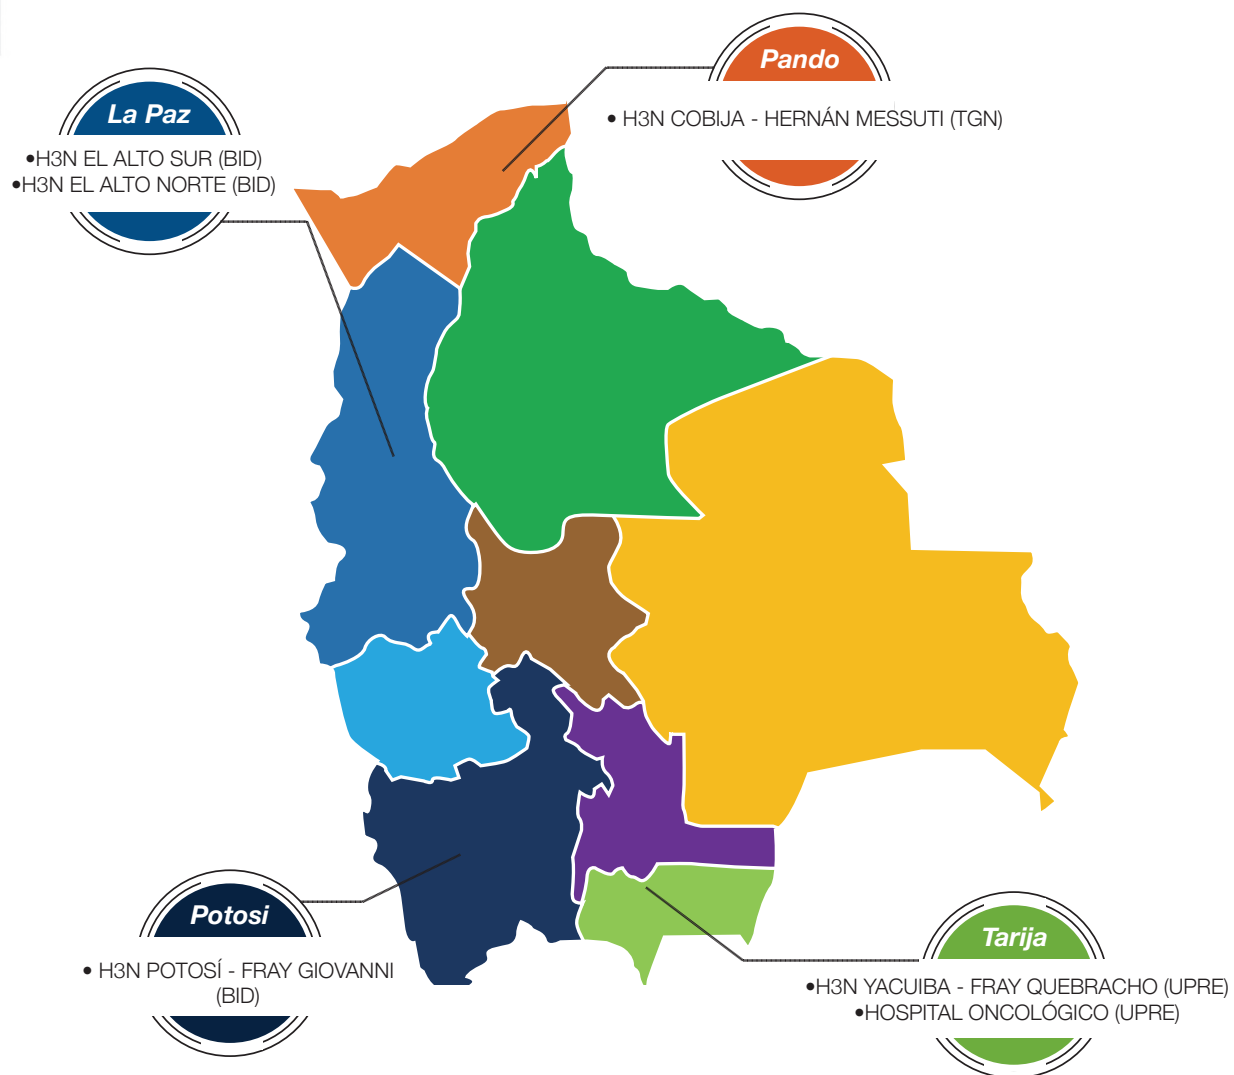 Pando
• H3N COBIJA - HERNÁN MESSUTI (TGN)
La Paz
•H3N EL ALTO SUR (BID)
•H3N EL ALTO NORTE (BID)
Potosi
• H3N POTOSÍ - FRAY GIOVANNI
(BID)
Tarija
•H3N YACUIBA - FRAY QUEBRACHO (UPRE)
•HOSPITAL ONCOLÓGICO (UPRE)